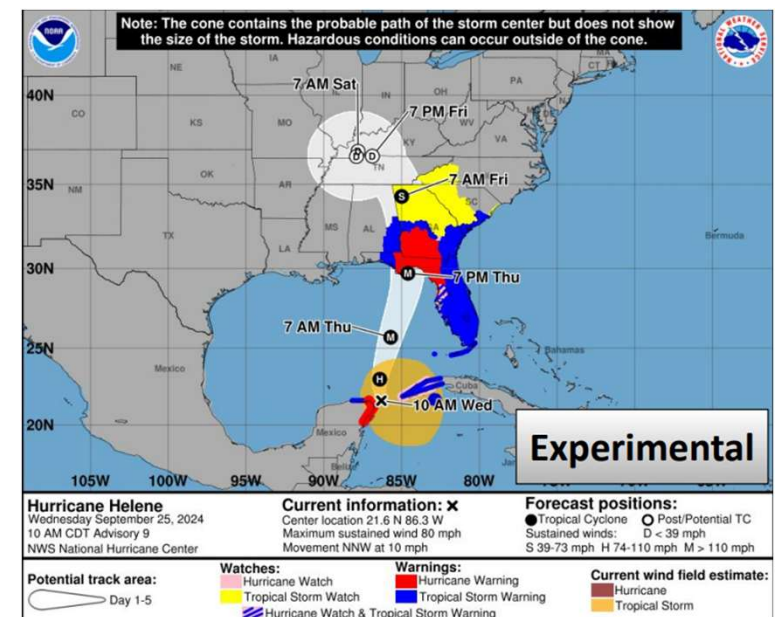 Note: The cone contains the probable path of the storm center but does not show
the size of the storm. Hazardous conditions can occur outside of the cone.
NOAA
NE
IA
PA
MA
CT
7 AM Sat
40N
IN
OH
CO
KS
MO
7 PM Fri
KY
WV
VA
D
D
TN
7 AM Fri
35N
NM
OK
AR
S
SC
TX
MS
AL
LA
Bermuda
30N
M
7 PM Thu
7 AM Thu
M
25N
Bahamas
Mexico
H
Cuba
10 AM Wed
20N
Mexico
Belize
Experimental
105W
100W
95W
90W
85W
80W
Hurricane Helene
Wednesday September 25, 2024
10 AM CDT Advisory 9
NWS National Hurricane Center
Current information: x
Center location 21.6 N 86.3 W
Maximum sustained wind 80 mph
Movement NNW at 10 mph
Forecast positions:
Tropical Cyclone Post/Potential TC
Sustained winds: D < 39 mph
S 39-73 mph H 74-110 mph M > 110 mph
Potential track area:
Day 1-5
Watches:
Hurricane Watch
Tropical Storm Watch
Hurricane Watch & Tropical Storm Warning
Warnings:
Hurricane Warning
Tropical Storm Warning
Current wind field estimate:
Hurricane
Tropical Storm